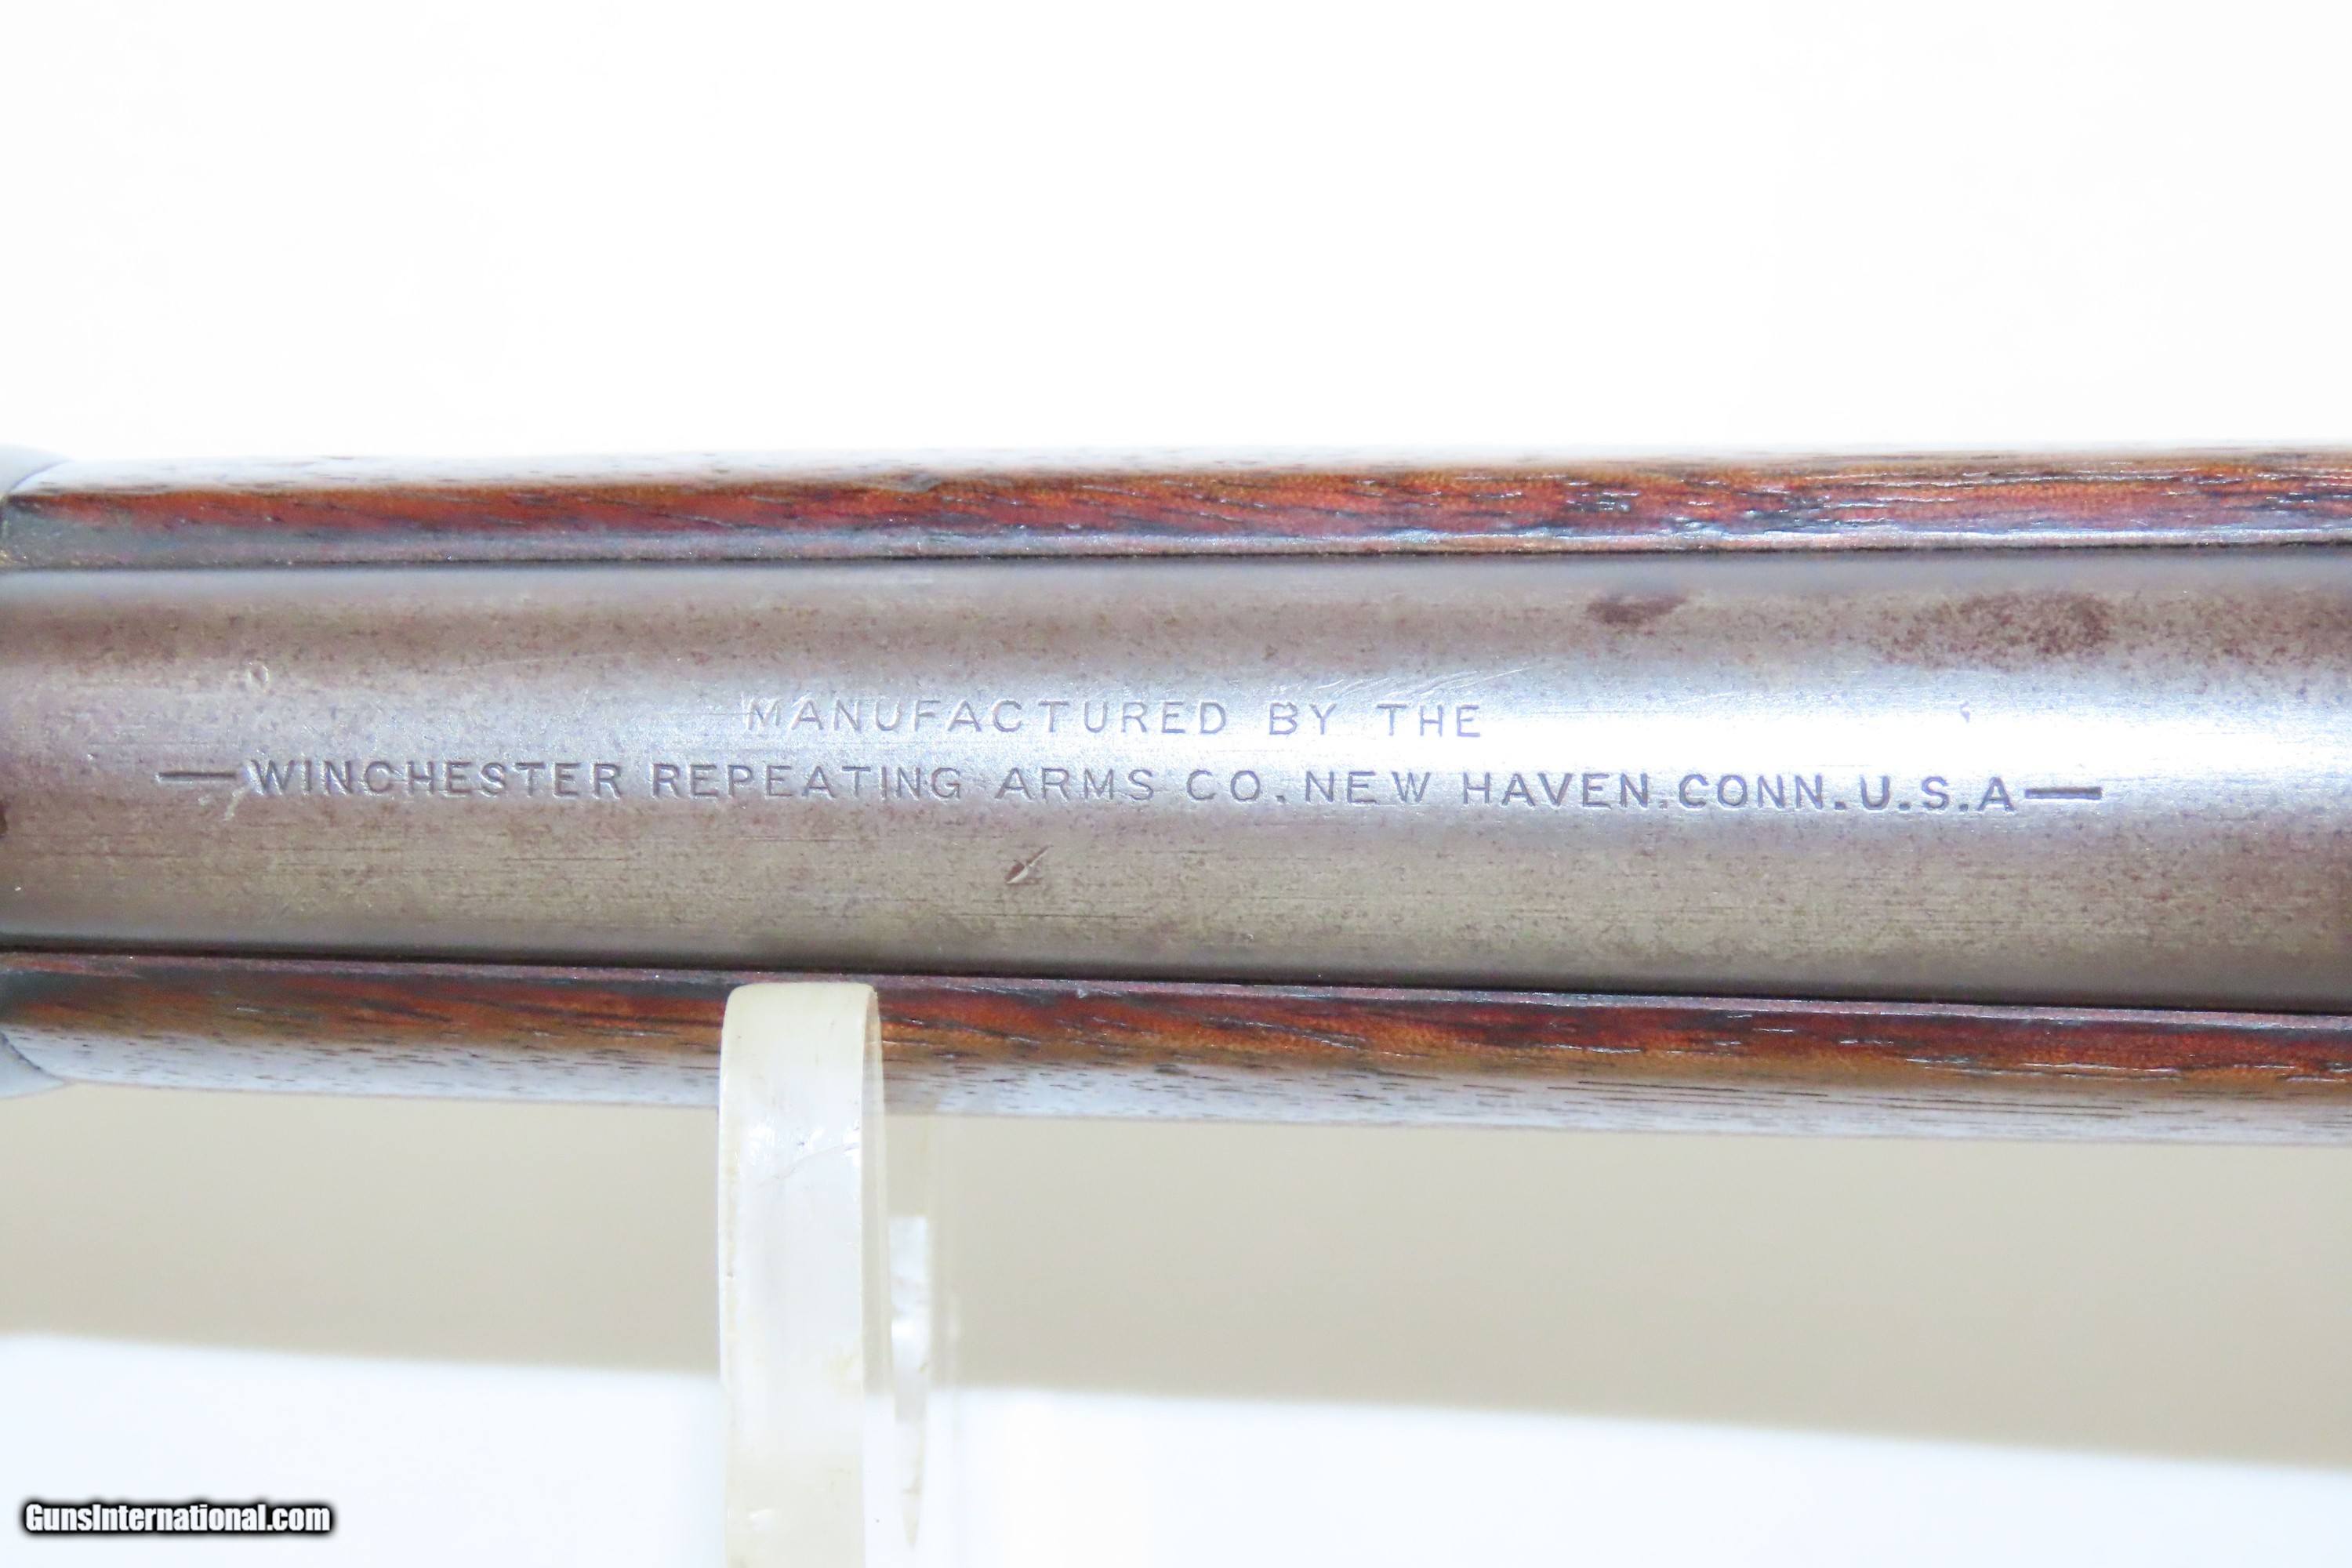 MANUFACTURED BY THE
—WINCHESTER REPEATING ARMS CO. NEW HAVEN. CONN. U.S.A—
GunsInternational.com